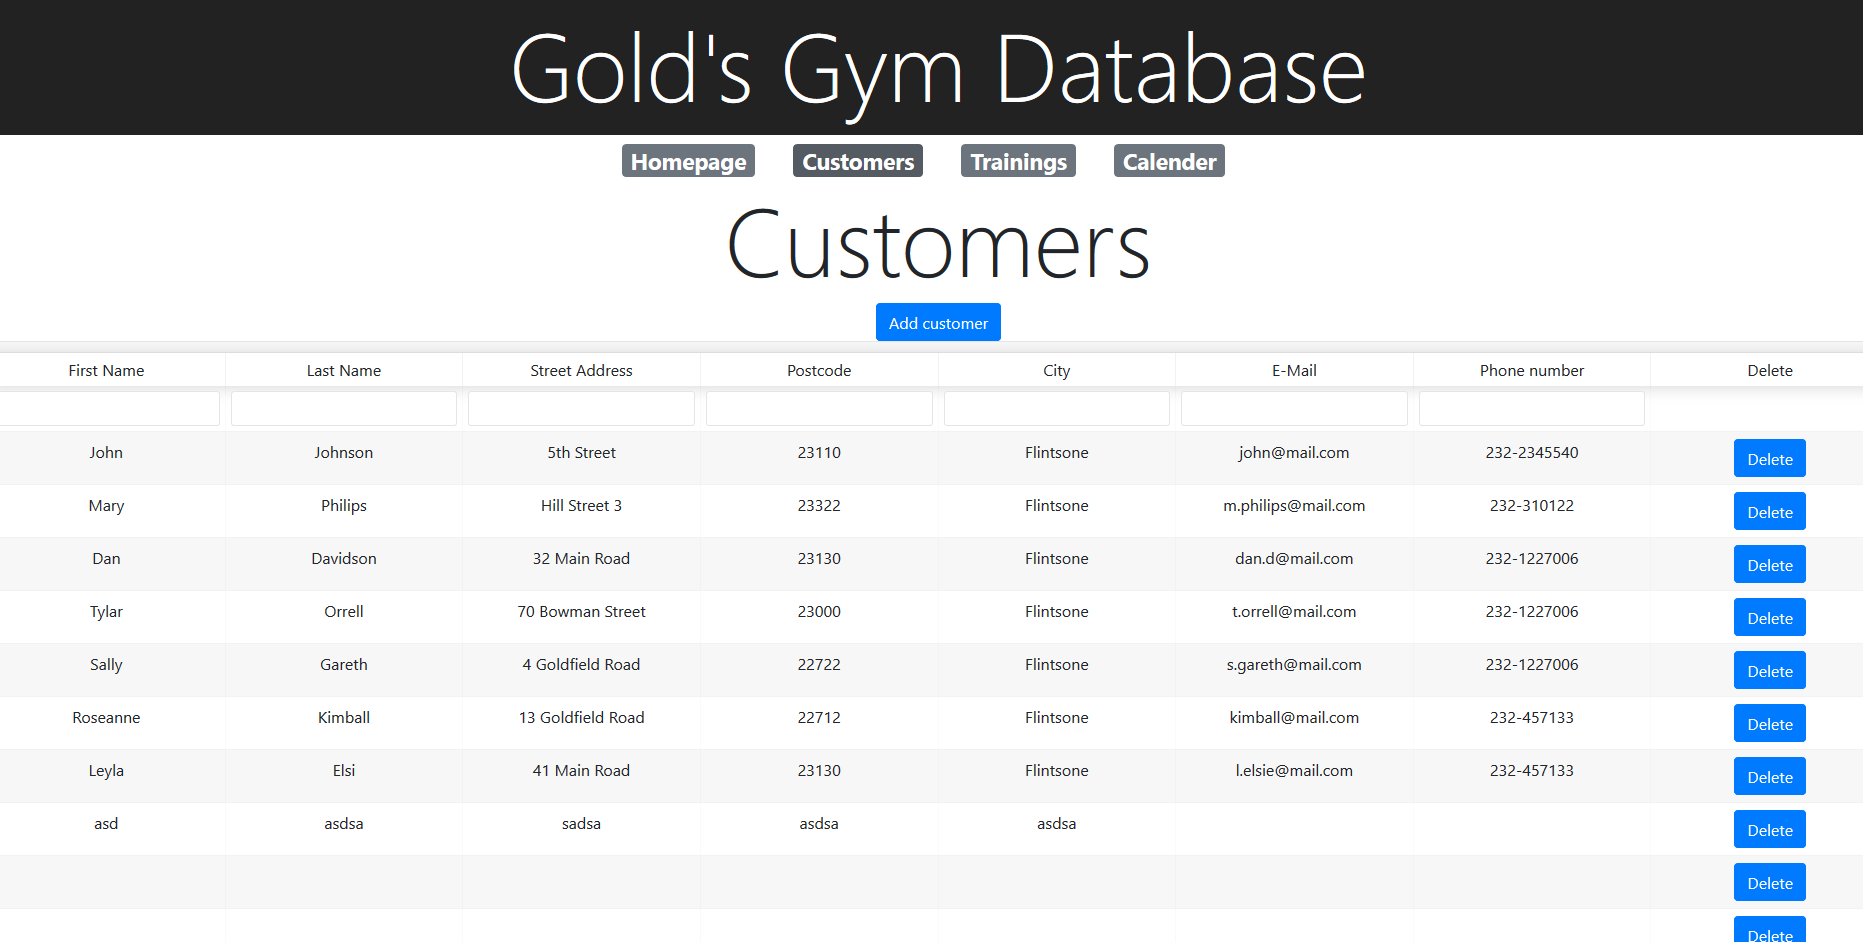 Gold's Gym Database
Homepage Customers Trainings Calender
Customers
Add customer
First Name Last Name Street Address Postcode City E-Mail Phone number Delete
John Johnson 5th Street 23110 Flintsone john@mail.com 232-2345540 Delete
Mary Philips Hill Street 3 23322 Flintsone m.philips@mail.com 232-310122 Delete
Dan Davidson 32 Main Road 23130 Flintsone dan.d@mail.com 232-1227006 Delete
Tylar Orrell 70 Bowman Street 23000 Flintsone t.orrell@mail.com 232-1227006 Delete
Sally Gareth 4 Goldfield Road 22722 Flintsone s.gareth@mail.com 232-1227006 Delete
Roseanne Kimball 13 Goldfield Road 22712 Flintsone kimball@mail.com 232-457133 Delete
Leyla Elsi 41 Main Road 23130 Flintsone l.elsie@mail.com 232-457133 Delete
asd asdsa sadsa asdsa asdsa Delete
Delete
Delete